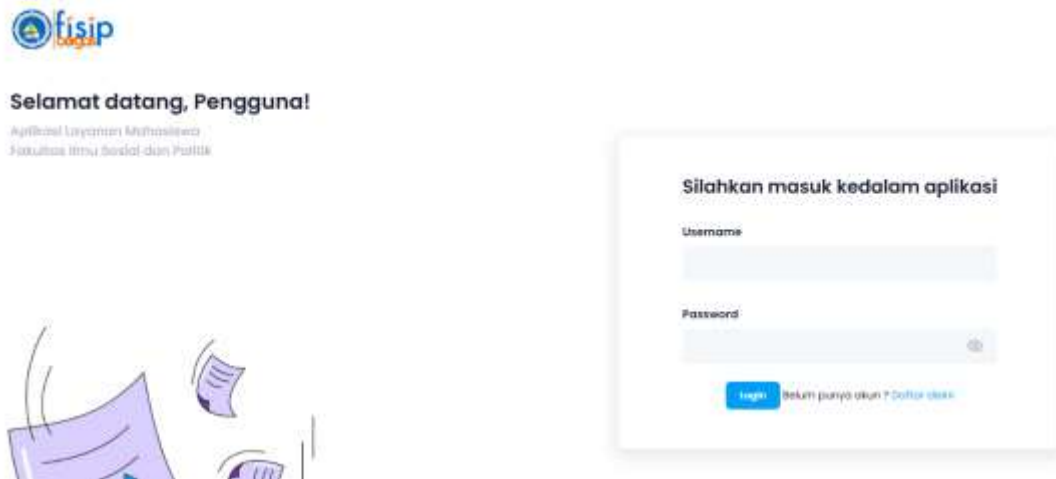 fisip
bagus
Selamat datang, Pengguna!
Aplikasi Layanan Mahasiswa
Fakultas Ilmu Sosial dan Politik
Silahkan masuk kedalam aplikasi
Username
Password
Login Belum punya akun ? Daftar disini